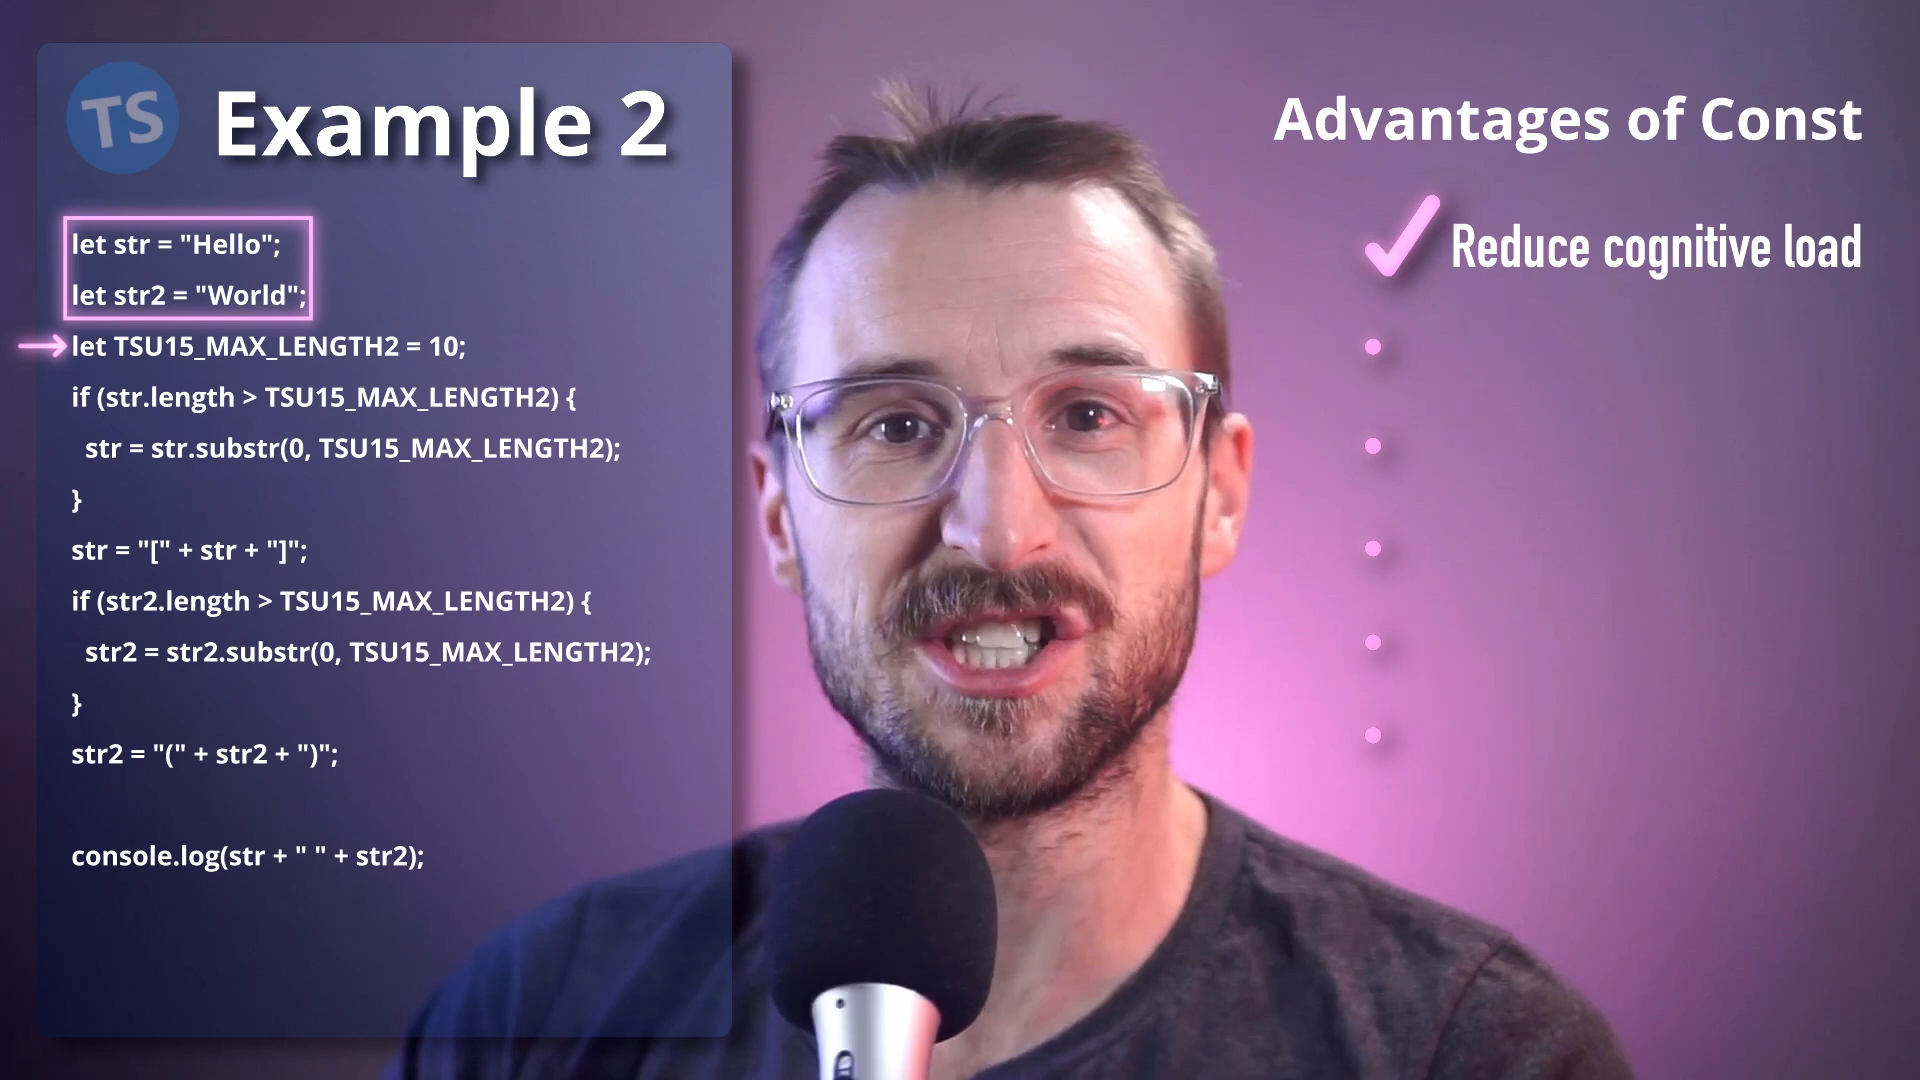 TS
Example 2
let str = "Hello";
let str2 = "World";
let TSU15_MAX_LENGTH2 = 10;
if (str.length > TSU15_MAX_LENGTH2) {
  str = str.substr(0, TSU15_MAX_LENGTH2);
}
str = "[" + str + "]";
if (str2.length > TSU15_MAX_LENGTH2) {
  str2 = str2.substr(0, TSU15_MAX_LENGTH2);
}
str2 = "(" + str2 + ")";
console.log(str + " " + str2);
Advantages of Const
Reduce cognitive load